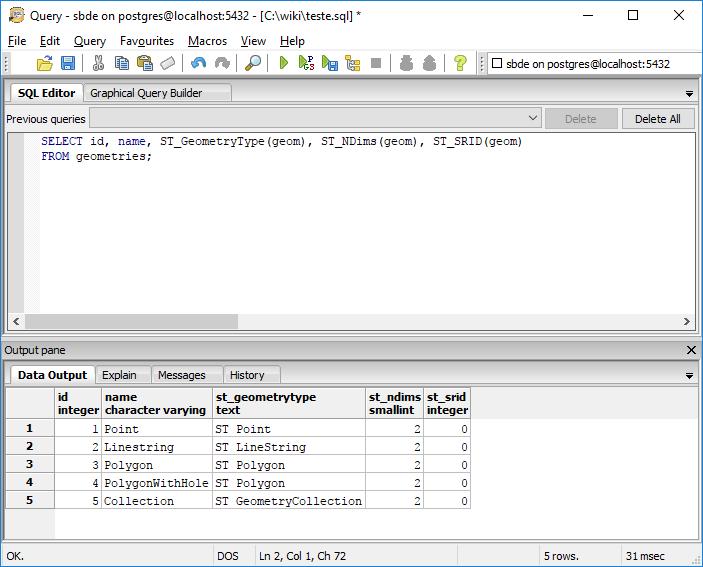 Query - sbde on postgres@localhost:5432 - [C:\wiki\teste.sql] *
File Edit Query Favourites Macros View Help
sbde on postgres@localhost:5432
SQL Editor Graphical Query Builder
Previous queries Delete Delete All
SELECT id, name, ST_GeometryType(geom), ST_NDims(geom), ST_SRID(geom)
FROM geometries;
Output pane
Data Output Explain Messages History
id name st_geometrytype st_ndims st_srid
integer character varying text smallint integer
1 1 Point ST Point 2 0
2 2 Linestring ST LineString 2 0
3 3 Polygon ST Polygon 2 0
4 4 PolygonWithHole ST Polygon 2 0
5 5 Collection ST GeometryCollection 2 0
OK. DOS Ln 2, Col 1, Ch 72 5 rows. 31 msec